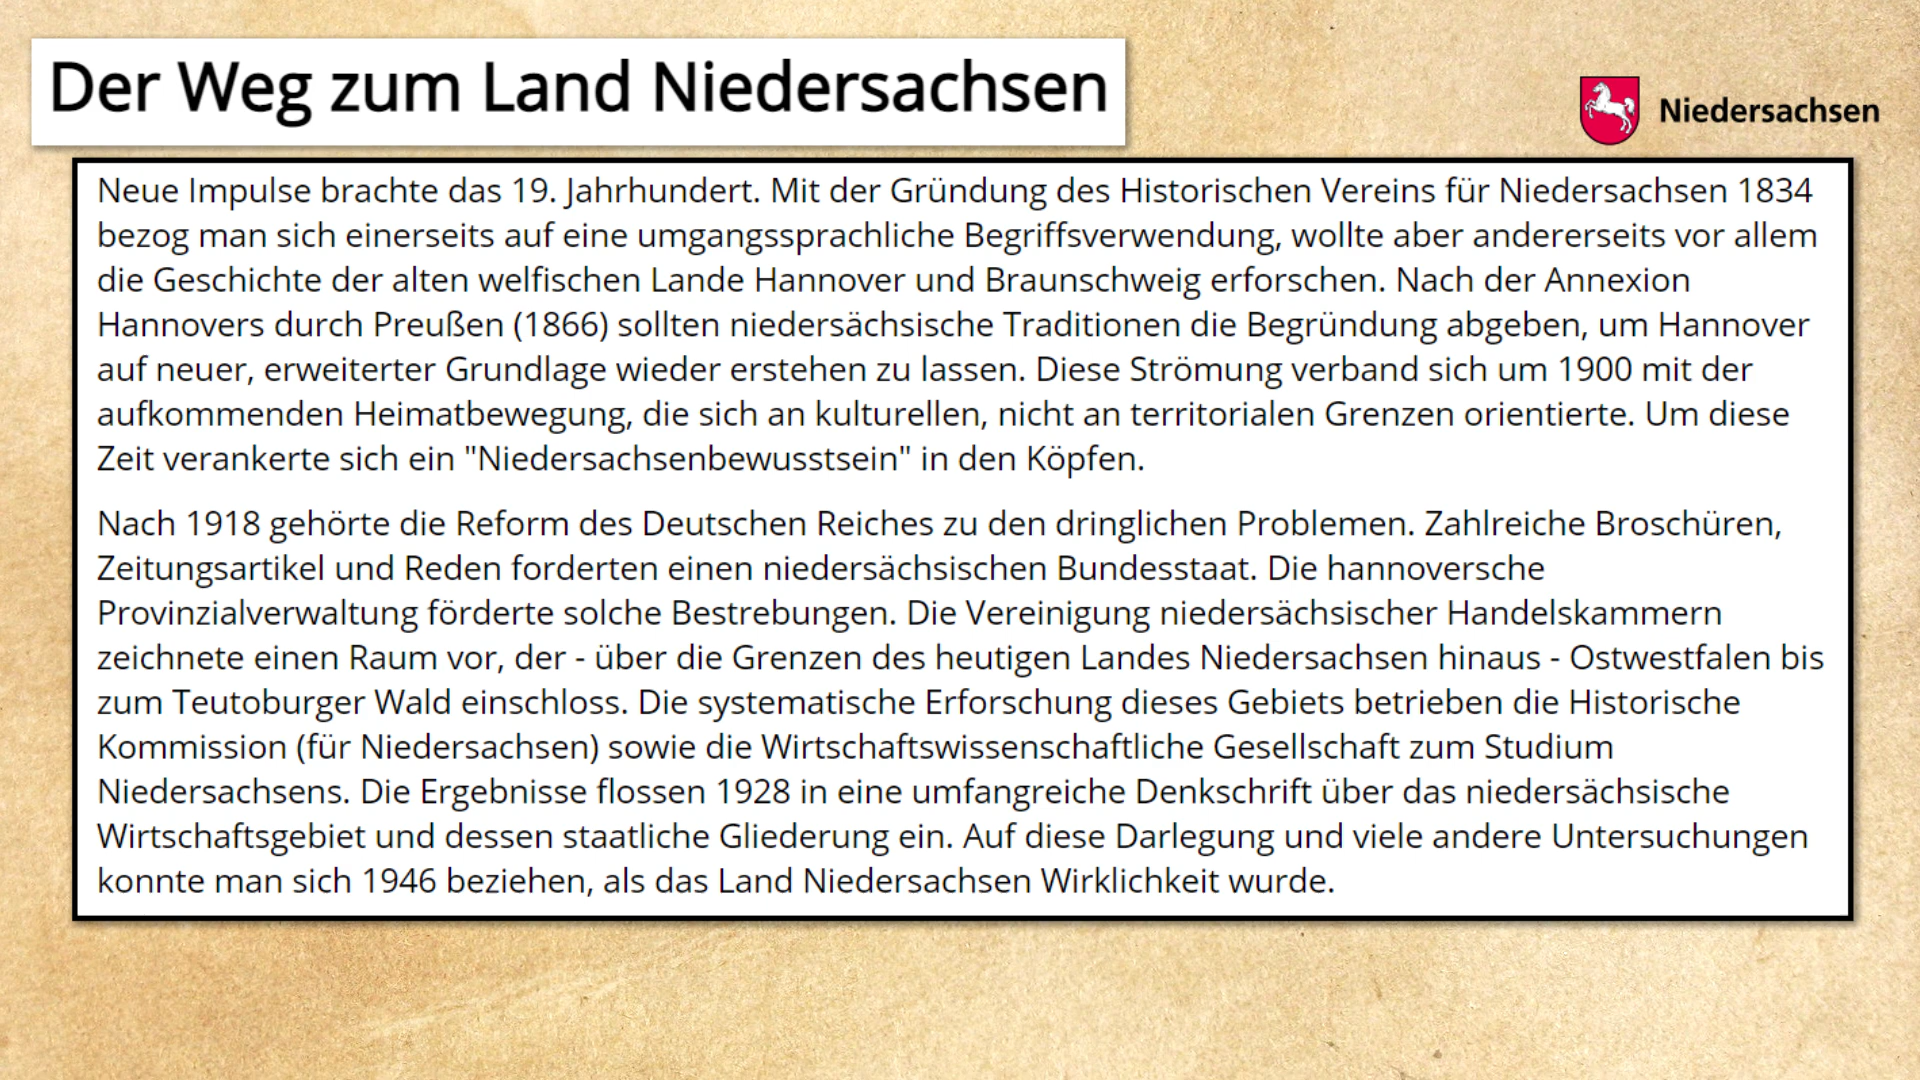 Der Weg zum Land Niedersachsen
Niedersachsen
Neue Impulse brachte das 19. Jahrhundert. Mit der Gründung des Historischen Vereins für Niedersachsen 1834
bezog man sich einerseits auf eine umgangssprachliche Begriffsverwendung, wollte aber andererseits vor allem
die Geschichte der alten welfischen Lande Hannover und Braunschweig erforschen. Nach der Annexion
Hannovers durch Preußen (1866) sollten niedersächsische Traditionen die Begründung abgeben, um Hannover
auf neuer, erweiterter Grundlage wieder erstehen zu lassen. Diese Strömung verband sich um 1900 mit der
aufkommenden Heimatbewegung, die sich an kulturellen, nicht an territorialen Grenzen orientierte. Um diese
Zeit verankerte sich ein "Niedersachsenbewusstsein" in den Köpfen.
Nach 1918 gehörte die Reform des Deutschen Reiches zu den dringlichen Problemen. Zahlreiche Broschüren,
Zeitungsartikel und Reden forderten einen niedersächsischen Bundesstaat. Die hannoversche
Provinzialverwaltung förderte solche Bestrebungen. Die Vereinigung niedersächsischer Handelskammern
zeichnete einen Raum vor, der - über die Grenzen des heutigen Landes Niedersachsen hinaus - Ostwestfalen bis
zum Teutoburger Wald einschloss. Die systematische Erforschung dieses Gebiets betrieben die Historische
Kommission (für Niedersachsen) sowie die Wirtschaftswissenschaftliche Gesellschaft zum Studium
Niedersachsens. Die Ergebnisse flossen 1928 in eine umfangreiche Denkschrift über das niedersächsische
Wirtschaftsgebiet und dessen staatliche Gliederung ein. Auf diese Darlegung und viele andere Untersuchungen
konnte man sich 1946 beziehen, als das Land Niedersachsen Wirklichkeit wurde.